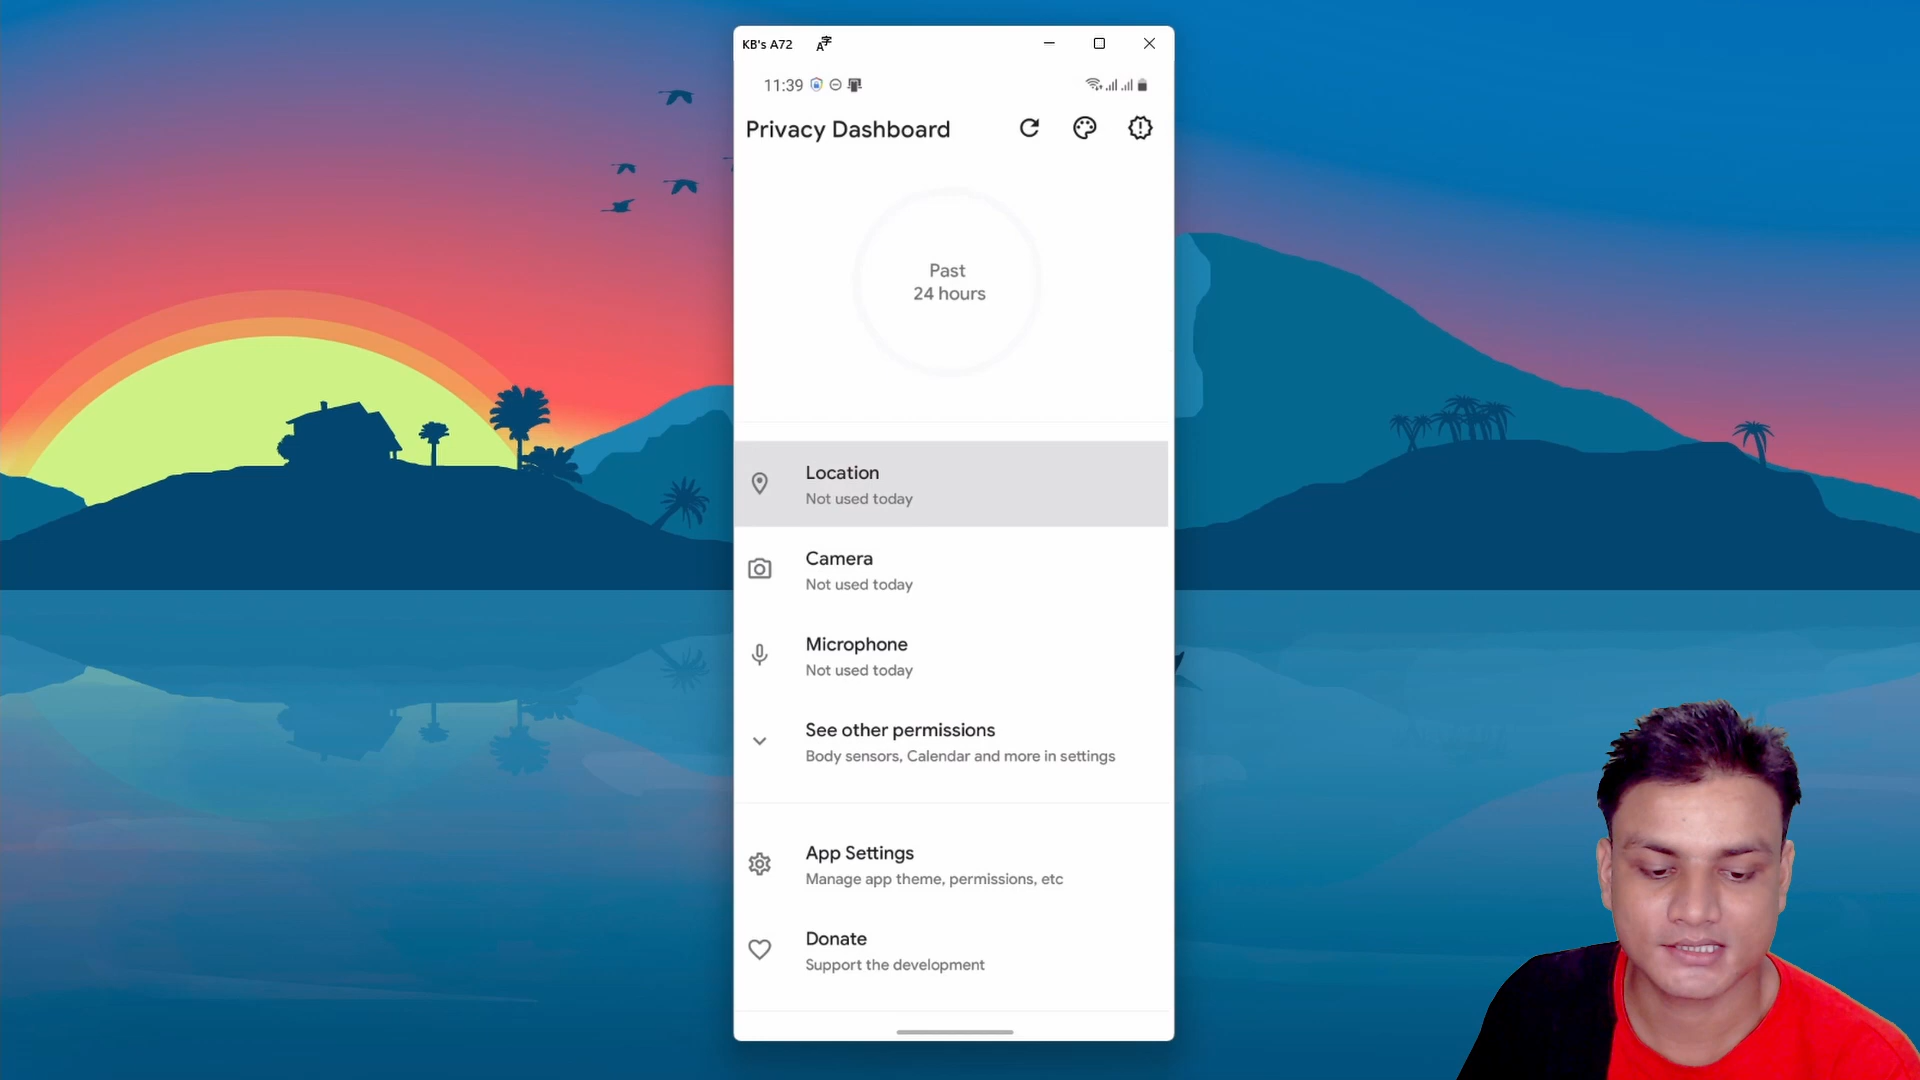 KB's A72
11:39
Privacy Dashboard
Past
24 hours
Location
Not used today
Camera
Not used today
Microphone
Not used today
See other permissions
Body sensors, Calendar and more in settings
App Settings
Manage app theme, permissions, etc
Donate
Support the development